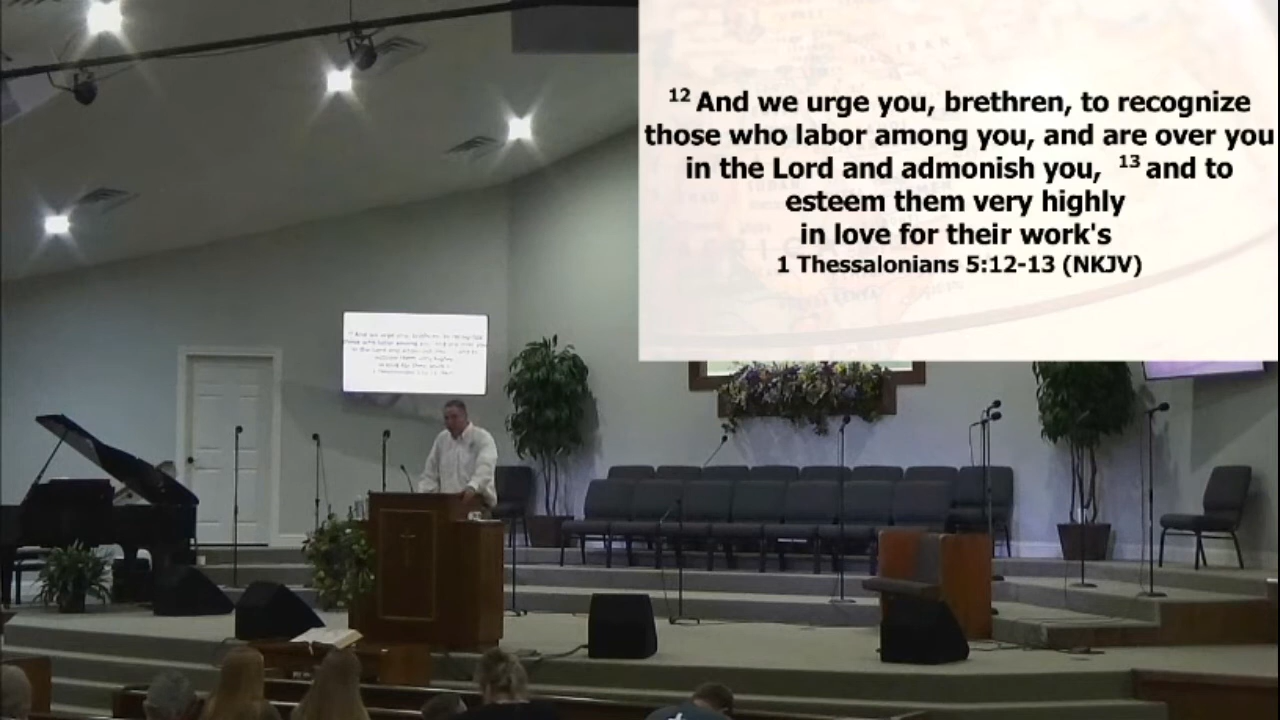 12 And we urge you, brethren, to recognize
those who labor among you, and are over you
in the Lord and admonish you, 13 and to
esteem them very highly
in love for their work's
1 Thessalonians 5:12-13 (NKJV)